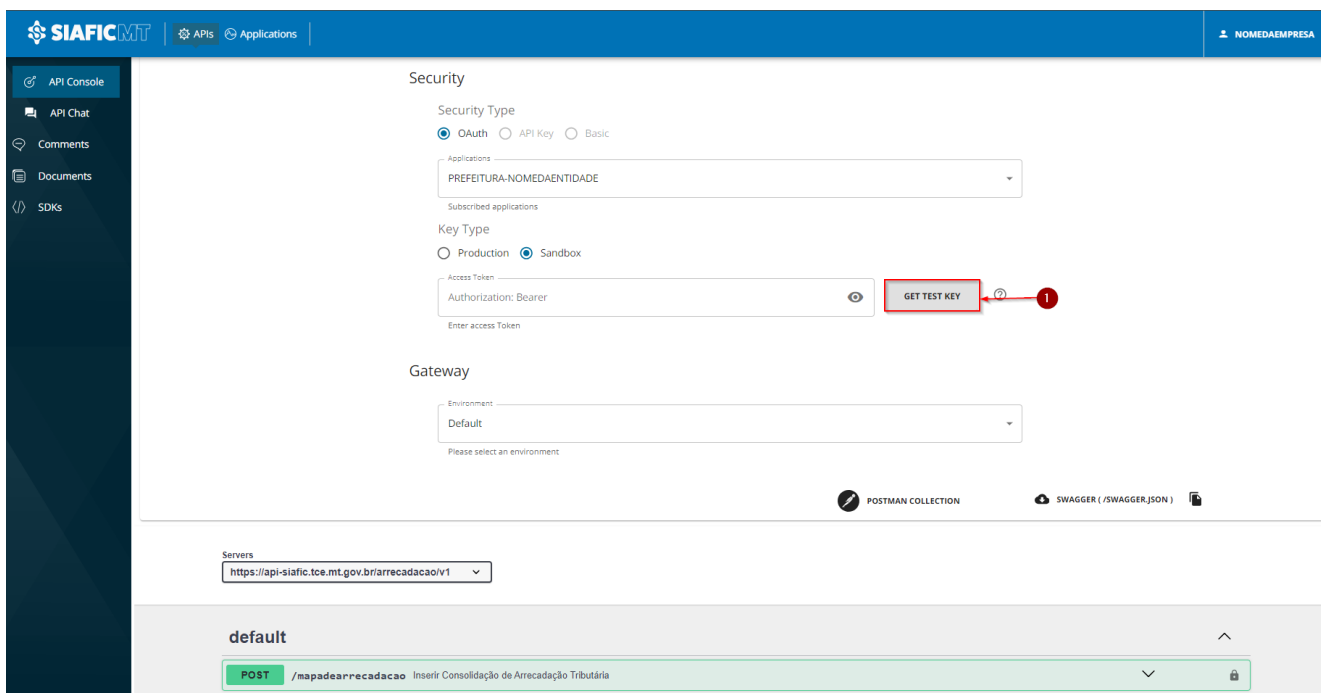 SIAFICMT
APIs
Applications
NOMEDAEMPRESA
API Console
API Chat
Comments
Documents
SDKs
Security
Security Type
OAuth
API Key
Basic
Applications
PREFEITURA-NOMEDAENTIDADE
Subscribed applications
Key Type
Production
Sandbox
Access Token
Authorization: Bearer
GET TEST KEY
1
Enter access Token
Gateway
Environment
Default
Please select an environment
POSTMAN COLLECTION
SWAGGER ( /SWAGGER.JSON )
Servers
https://api-siafic.tce.mt.gov.br/arrecadacao/v1
default
POST /mapadearrecadacao Inserir Consolidação de Arrecadação Tributária